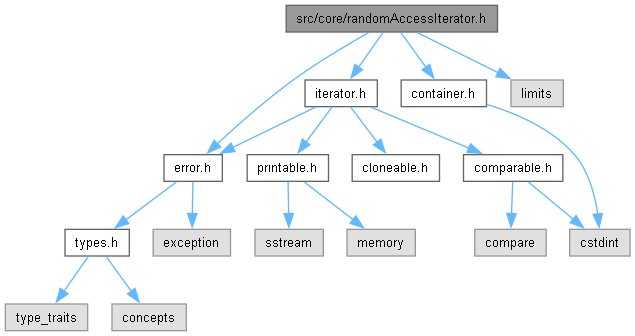 src/core/randomAccessIterator.h
iterator.h
container.h
limits
error.h
printable.h
cloneable.h
comparable.h
types.h
exception
sstream
memory
compare
cstdint
type_traits
concepts